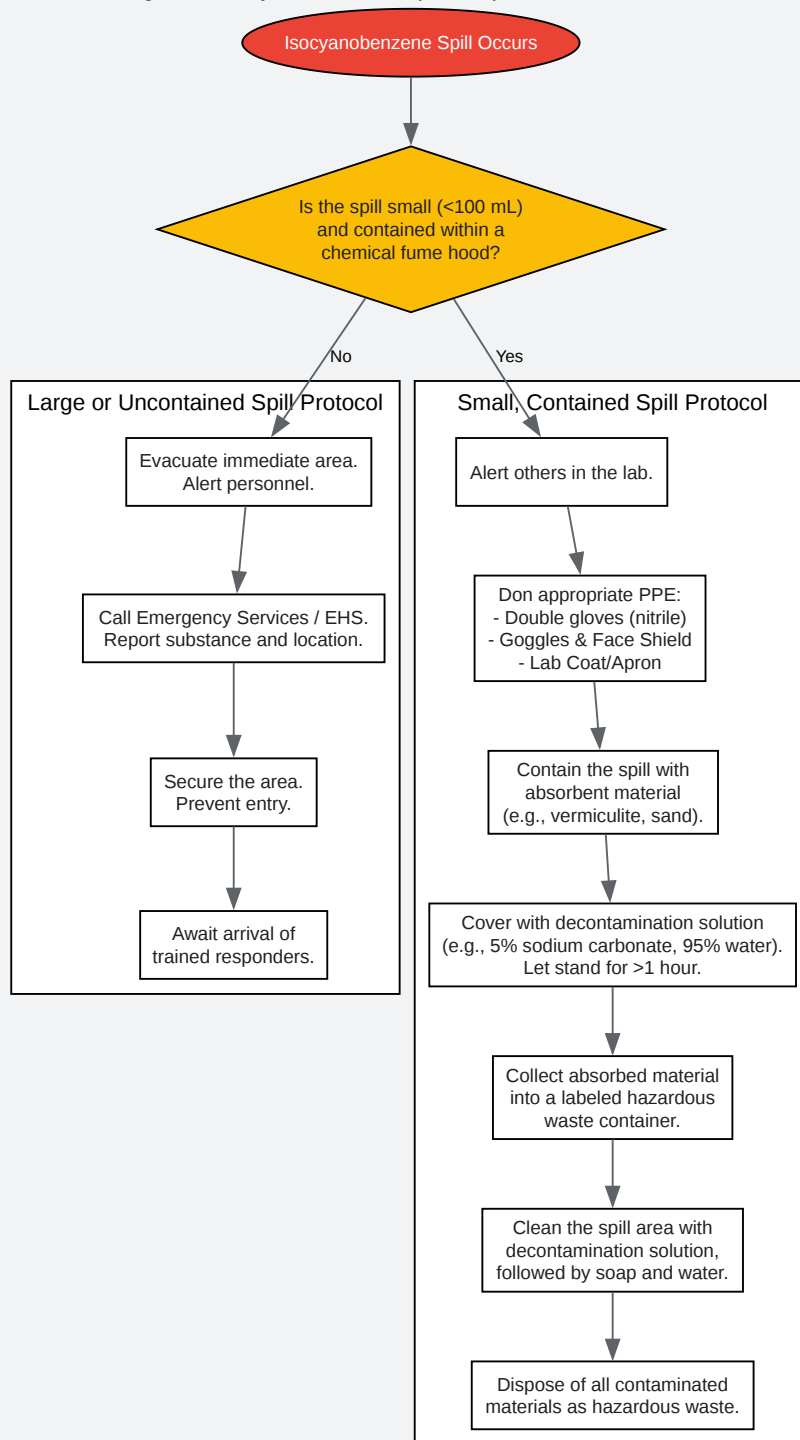 Isocyanobenzene Spill Occurs
Is the spill small (<100 mL)
and contained within a
chemical fume hood?
No
Yes
Large or Uncontained Spill Protocol
Evacuate immediate area.
Alert personnel.
Call Emergency Services / EHS.
Report substance and location.
Secure the area.
Prevent entry.
Await arrival of
trained responders.
Small, Contained Spill Protocol
Alert others in the lab.
Don appropriate PPE:
- Double gloves (nitrile)
- Goggles & Face Shield
- Lab Coat/Apron
Contain the spill with
absorbent material
(e.g., vermiculite, sand).
Cover with decontamination solution
(e.g., 5% sodium carbonate, 95% water).
Let stand for >1 hour.
Collect absorbed material
into a labeled hazardous
waste container.
Clean the spill area with
decontamination solution,
followed by soap and water.
Dispose of all contaminated
materials as hazardous waste.